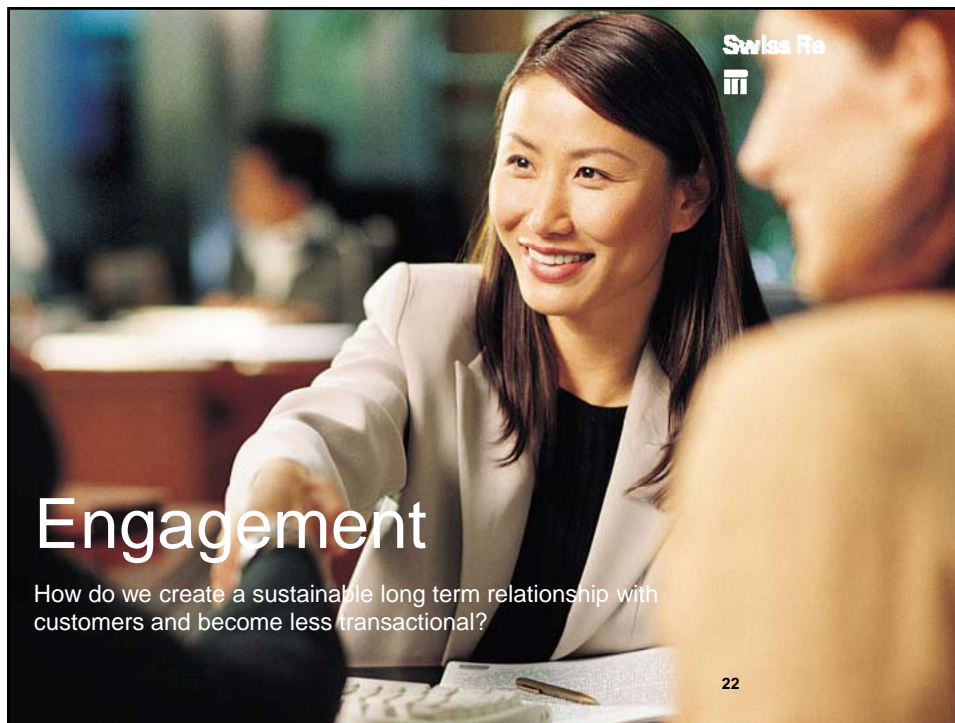 Swiss Re
Engagement
How do we create a sustainable long term relationship with
customers and become less transactional?
22